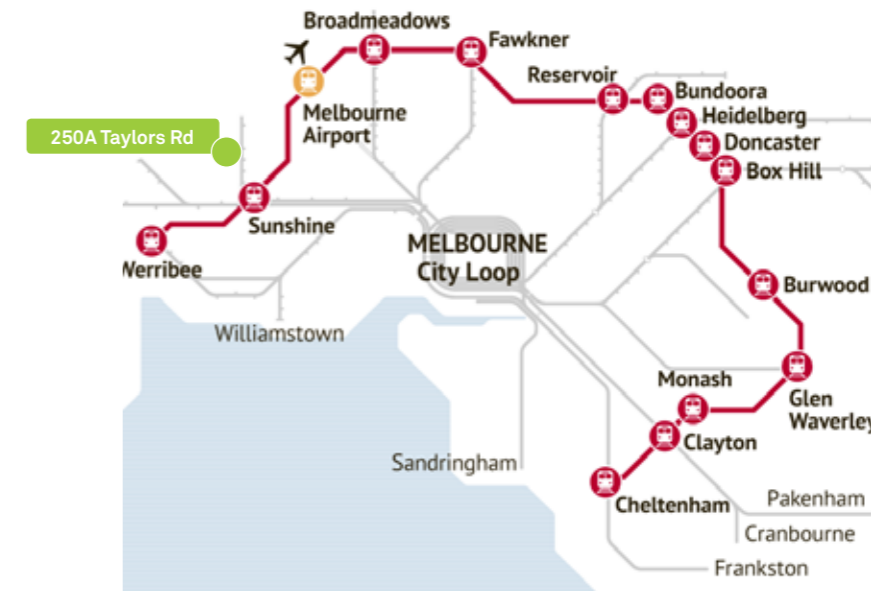 Broadmeadows
Fawkner
Reservoir
Bundoora
Melbourne
Airport
Heidelberg
250A Taylors Rd
Doncaster
Box Hill
Sunshine
MELBOURNE
City Loop
Werribee
Burwood
Williamstown
Monash
Glen
Waverley
Clayton
Sandringham
Cheltenham
Pakenham
Cranbourne
Frankston